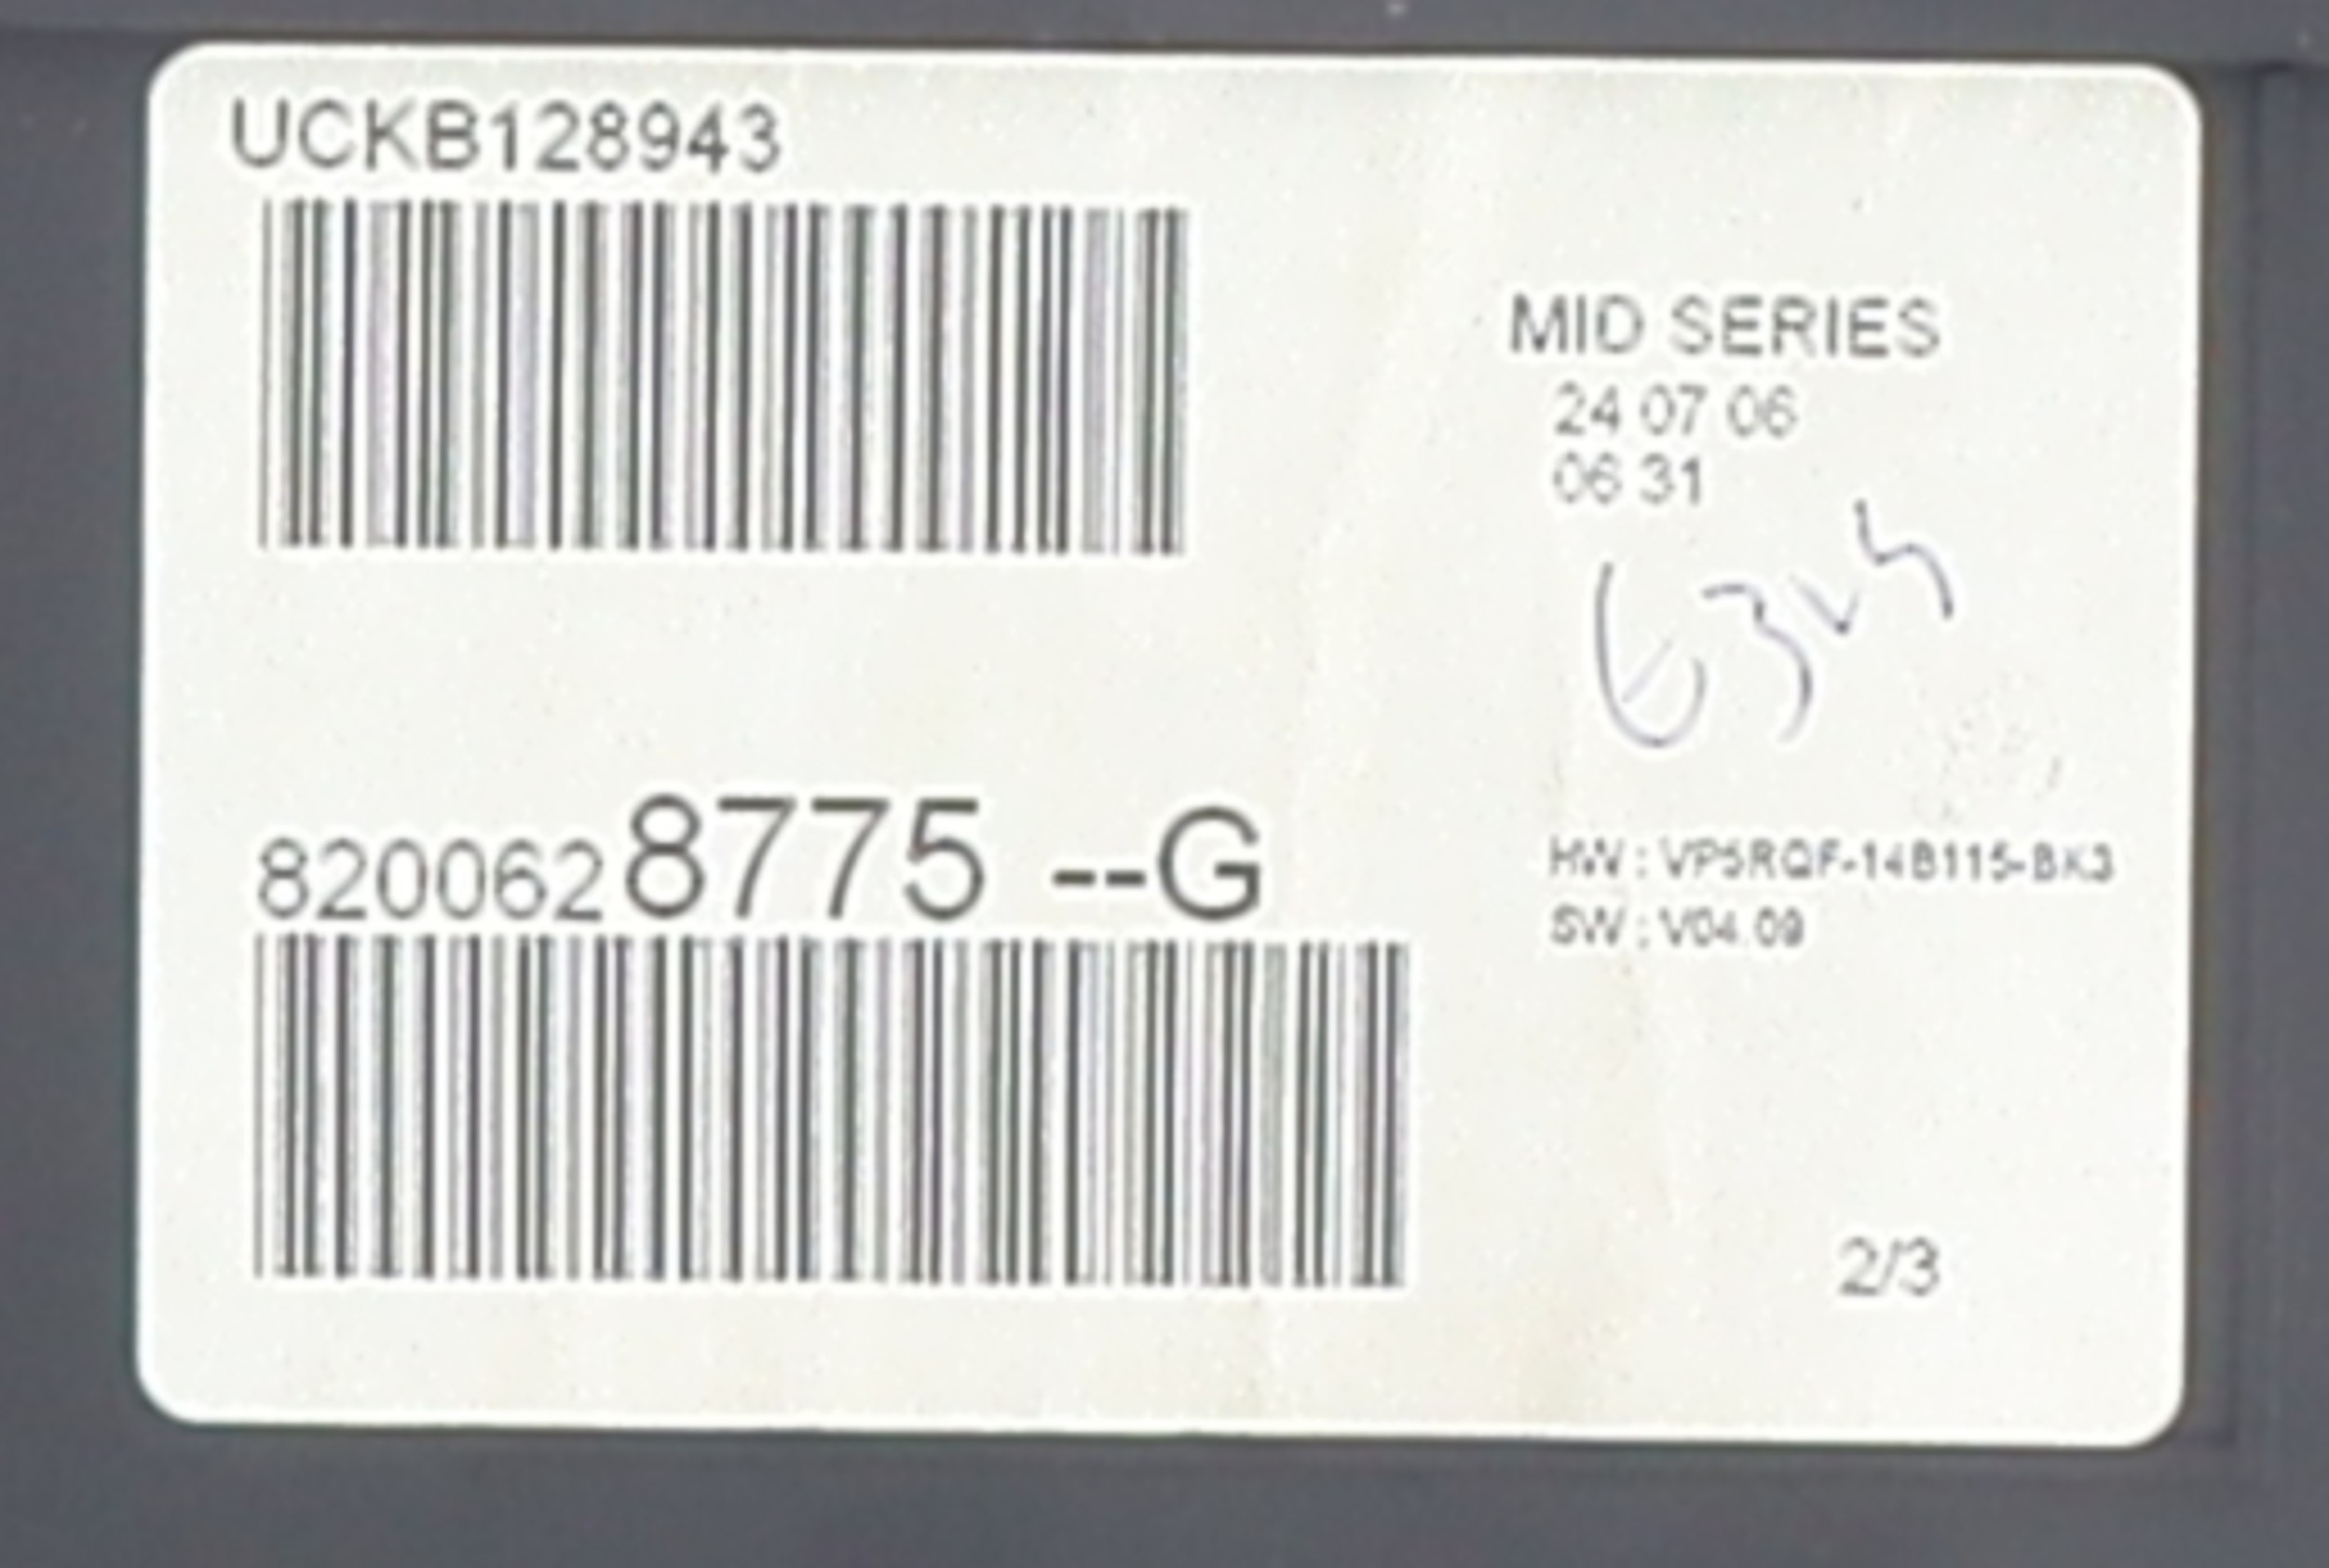 UCKB128943
MID SERIES
24 07 06
06 31
8200628775 --G
HW : VP5RQF-14B115-BK3
SW : V04.09
2/3